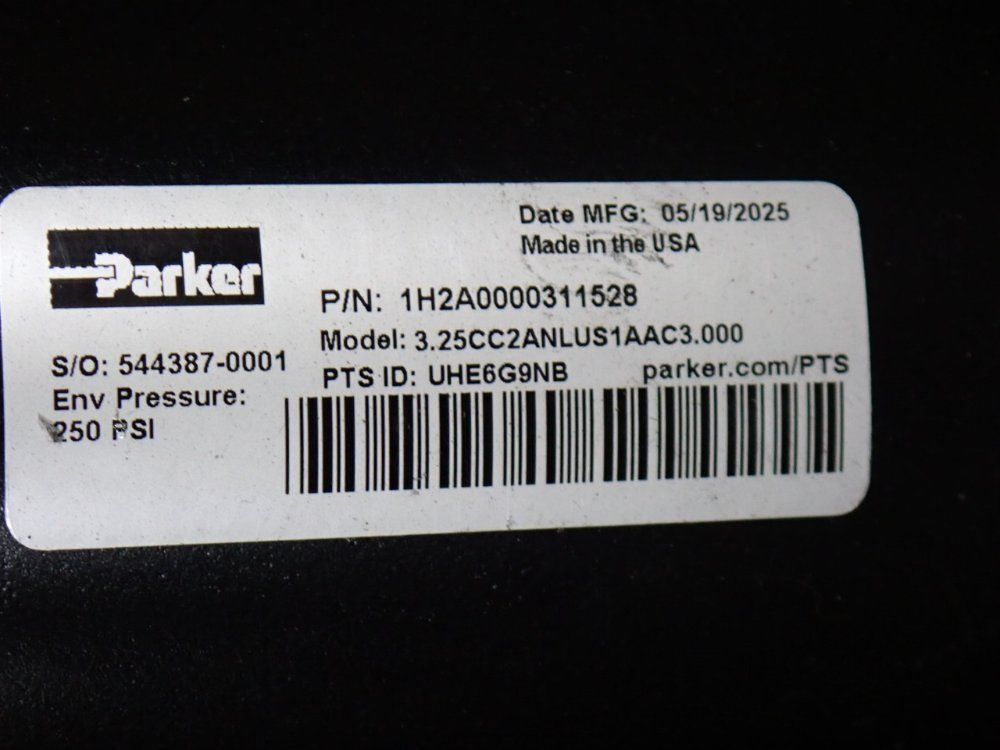 Parker
Date MFG: 05/19/2025
Made in the USA
P/N: 1H2A0000311528
Model: 3.25CC2ANLUS1AAC3.000
S/O: 544387-0001
PTS ID: UHE6G9NB
parker.com/PTS
Env Pressure:
250 PSI